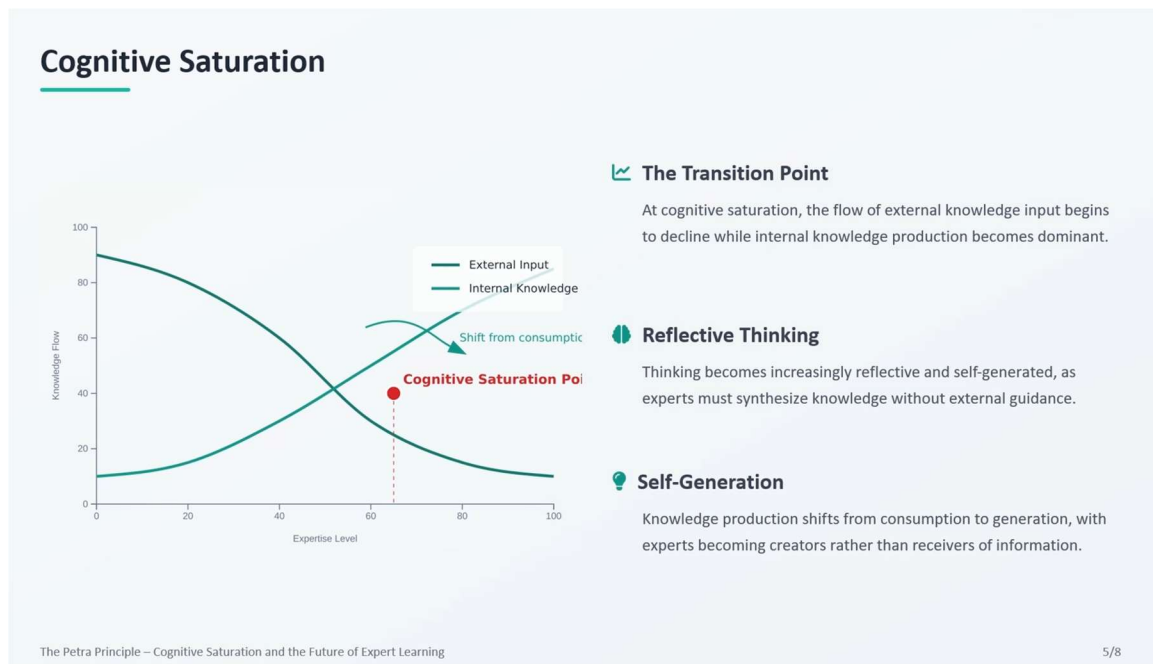 Cognitive Saturation
100
80
60
40
20
0
Knowledge Flow
0 20 40 60 80 100
Expertise Level
External Input
Internal Knowledge
Shift from consumptic
Cognitive Saturation Poi
The Transition Point
At cognitive saturation, the flow of external knowledge input begins
to decline while internal knowledge production becomes dominant.
Reflective Thinking
Thinking becomes increasingly reflective and self-generated, as
experts must synthesize knowledge without external guidance.
Self-Generation
Knowledge production shifts from consumption to generation, with
experts becoming creators rather than receivers of information.
The Petra Principle – Cognitive Saturation and the Future of Expert Learning
5/8